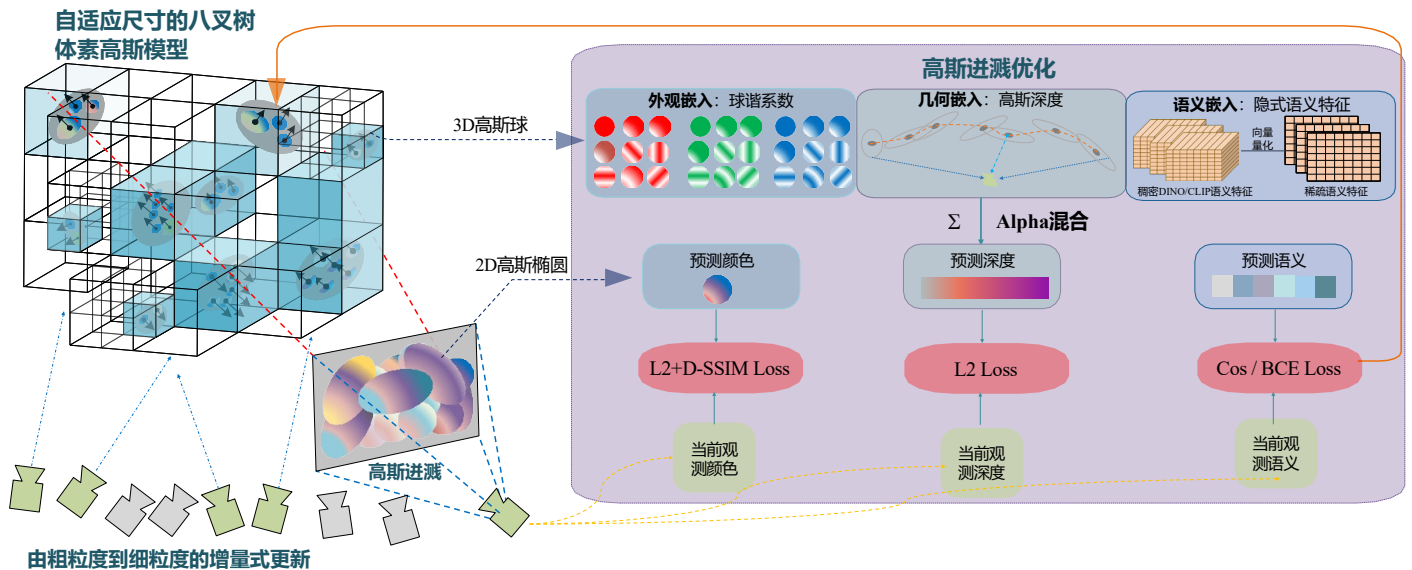 自适应尺寸的八叉树
体素高斯模型
3D高斯球
2D高斯椭圆
高斯迸溅
由粗粒度到细粒度的增量式更新
高斯迸溅优化
外观嵌入：球谐系数
几何嵌入：高斯深度
语义嵌入：隐式语义特征
向量
量化
稠密DINO/CLIP语义特征
稀疏语义特征
Σ
Alpha混合
预测颜色
预测深度
预测语义
L2+D-SSIM Loss
L2 Loss
Cos / BCE Loss
当前观
测颜色
当前观
测深度
当前观
测语义